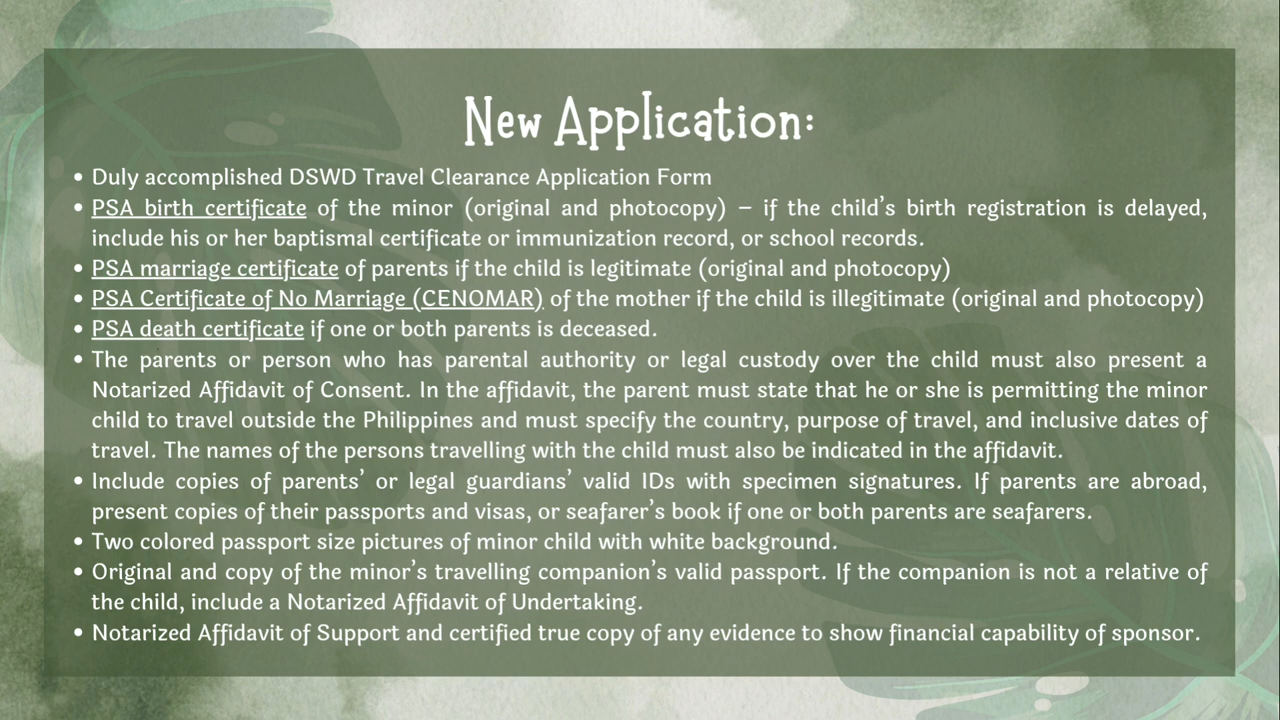 New Application:
• Duly accomplished DSWD Travel Clearance Application Form
• PSA birth certificate of the minor (original and photocopy) – if the child’s birth registration is delayed,
include his or her baptismal certificate or immunization record, or school records.
• PSA marriage certificate of parents if the child is legitimate (original and photocopy)
• PSA Certificate of No Marriage (CENOMAR) of the mother if the child is illegitimate (original and photocopy)
• PSA death certificate if one or both parents is deceased.
• The parents or person who has parental authority or legal custody over the child must also present a
Notarized Affidavit of Consent. In the affidavit, the parent must state that he or she is permitting the minor
child to travel outside the Philippines and must specify the country, purpose of travel, and inclusive dates of
travel. The names of the persons travelling with the child must also be indicated in the affidavit.
• Include copies of parents’ or legal guardians’ valid IDs with specimen signatures. If parents are abroad,
present copies of their passports and visas, or seafarer’s book if one or both parents are seafarers.
• Two colored passport size pictures of minor child with white background.
• Original and copy of the minor’s travelling companion’s valid passport. If the companion is not a relative of
the child, include a Notarized Affidavit of Undertaking.
• Notarized Affidavit of Support and certified true copy of any evidence to show financial capability of sponsor.